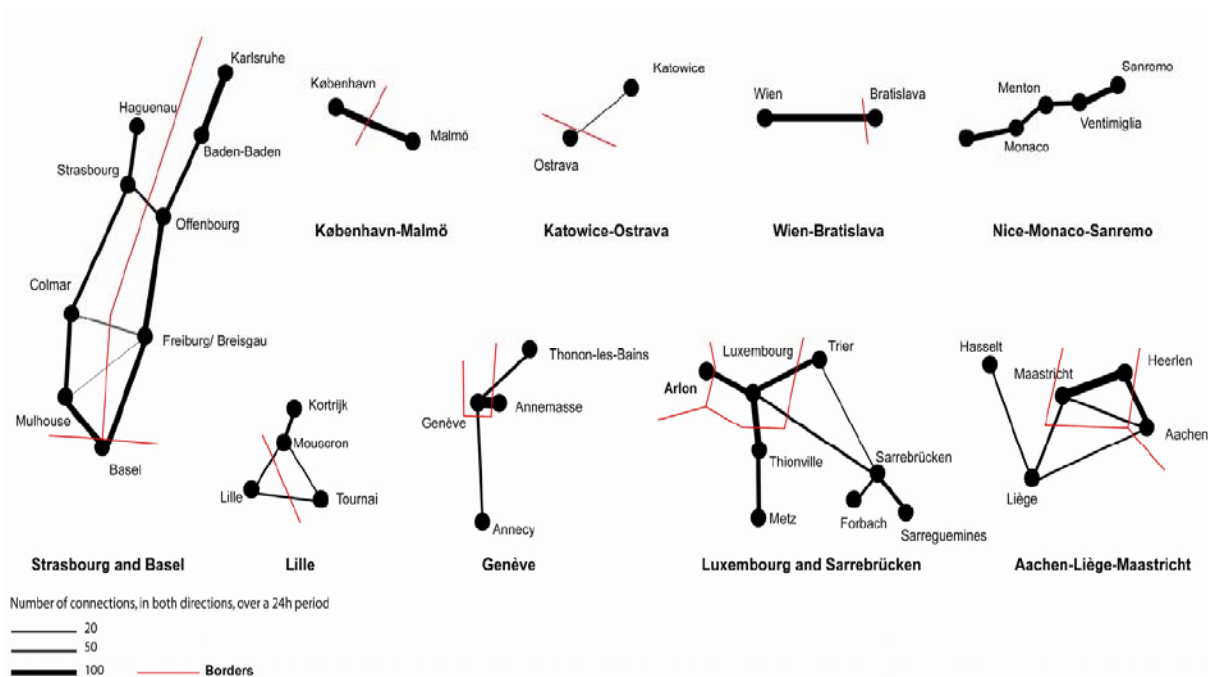 Karlsruhe
Haguenau
Baden-Baden
Strasbourg
Offenbourg
Colmar
Freiburg/ Breisgau
Mulhouse
Basel
Strasbourg and Basel
København
Malmö
København-Malmö
Katowice
Ostrava
Katowice-Ostrava
Wien
Bratislava
Wien-Bratislava
Sanremo
Menton
Ventimiglia
Monaco
Nice-Monaco-Sanremo
Kortrijk
Mouscron
Lille
Tournai
Lille
Thonon-les-Bains
Annemasse
Genève
Annecy
Genève
Luxembourg
Trier
Arlon
Thionville
Sarrebrücken
Metz
Forbach
Sarreguemines
Luxembourg and Sarrebrücken
Hasselt
Heerlen
Maastricht
Aachen
Liège
Aachen-Liège-Maastricht
Number of connections, in both directions, over a 24h period
20
50
100
Borders